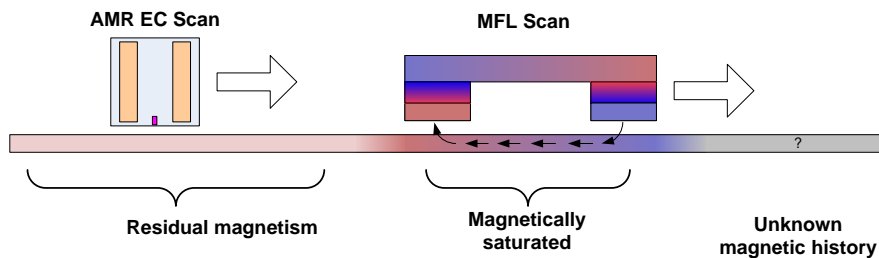 AMR EC Scan
MFL Scan
?
Residual magnetism
Magnetically
saturated
Unknown
magnetic history